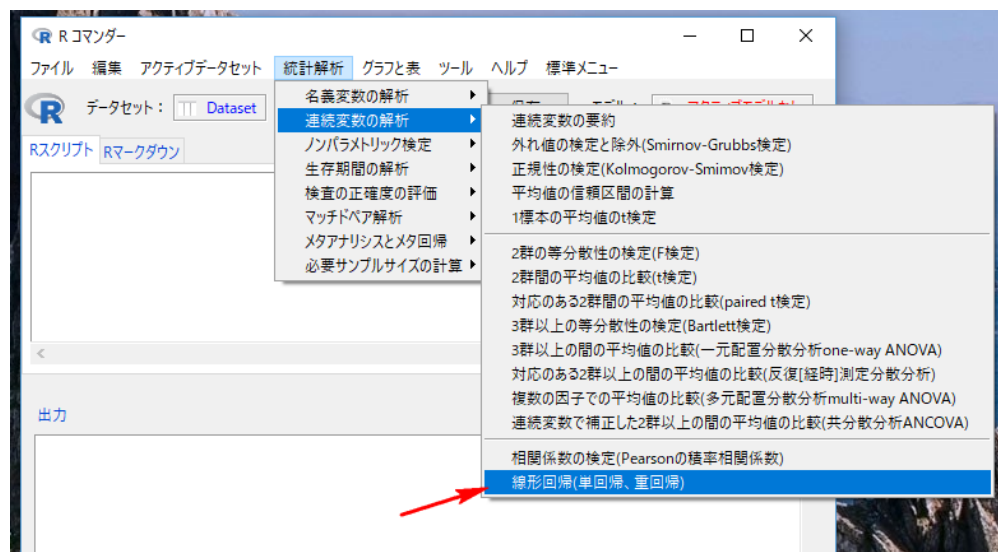 R コマンダー
ファイル 編集 アクティブデータセット 統計解析 グラフと表 ツール ヘルプ 標準メニュー
データセット: Dataset
Rスクリプト Rマークダウン
名義変数の解析
連続変数の解析
ノンパラメトリック検定
生存期間の解析
検査の正確度の評価
マッチドペア解析
メタアナリシスとメタ回帰
必要サンプルサイズの計算
連続変数の要約
外れ値の検定と除外(Smirnov-Grubbs検定)
正規性の検定(Kolmogorov-Smirnov検定)
平均値の信頼区間の計算
1標本の平均値のt検定
2群の等分散性の検定(F検定)
2群間の平均値の比較(t検定)
対応のある2群間の平均値の比較(paired t検定)
3群以上の等分散性の検定(Bartlett検定)
3群以上の間の平均値の比較(一元配置分散分析one-way ANOVA)
対応のある2群以上の間の平均値の比較(反復[経時]測定分散分析)
複数の因子での平均値の比較(多元配置分散分析multi-way ANOVA)
連続変数で補正した2群以上の間の平均値の比較(共分散分析ANCOVA)
相関係数の検定(Pearsonの積率相関係数)
線形回帰(単回帰、重回帰)
出力